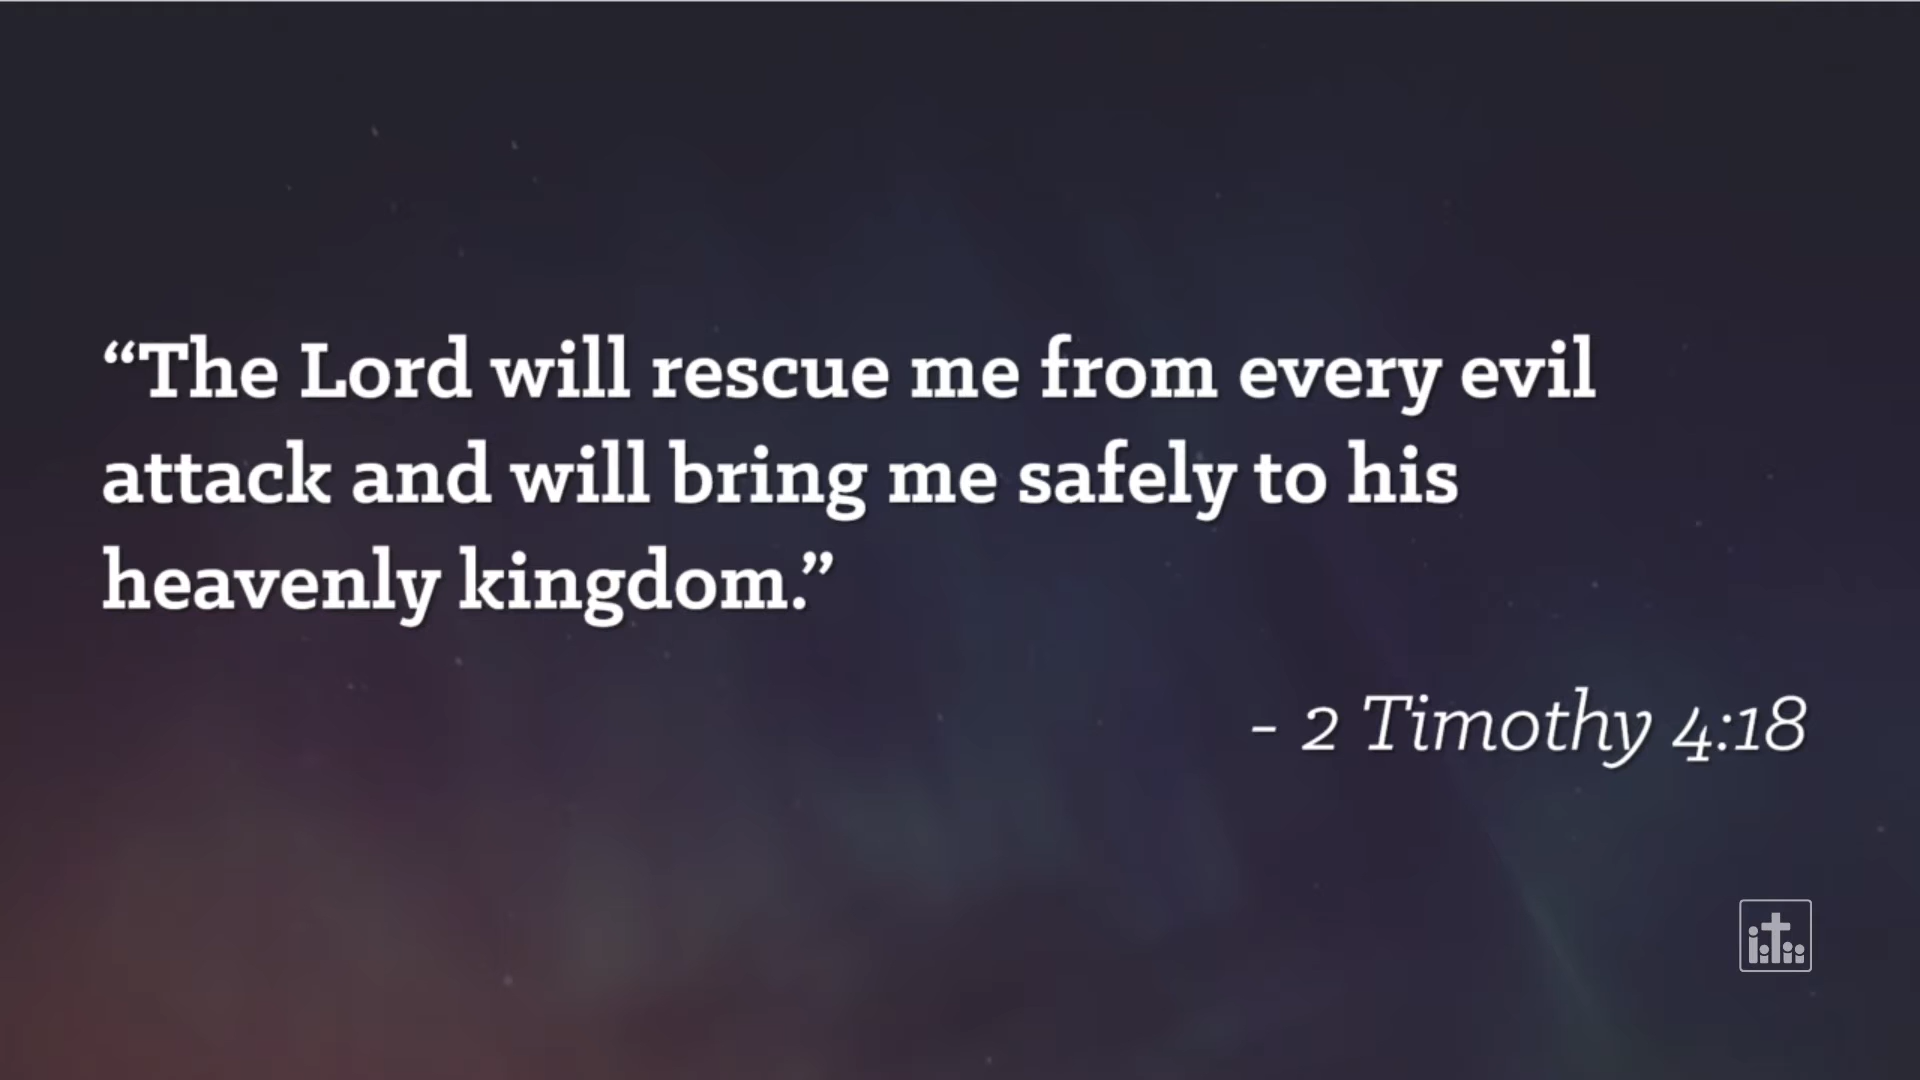 “The Lord will rescue me from every evil
attack and will bring me safely to his
heavenly kingdom.”
- 2 Timothy 4:18